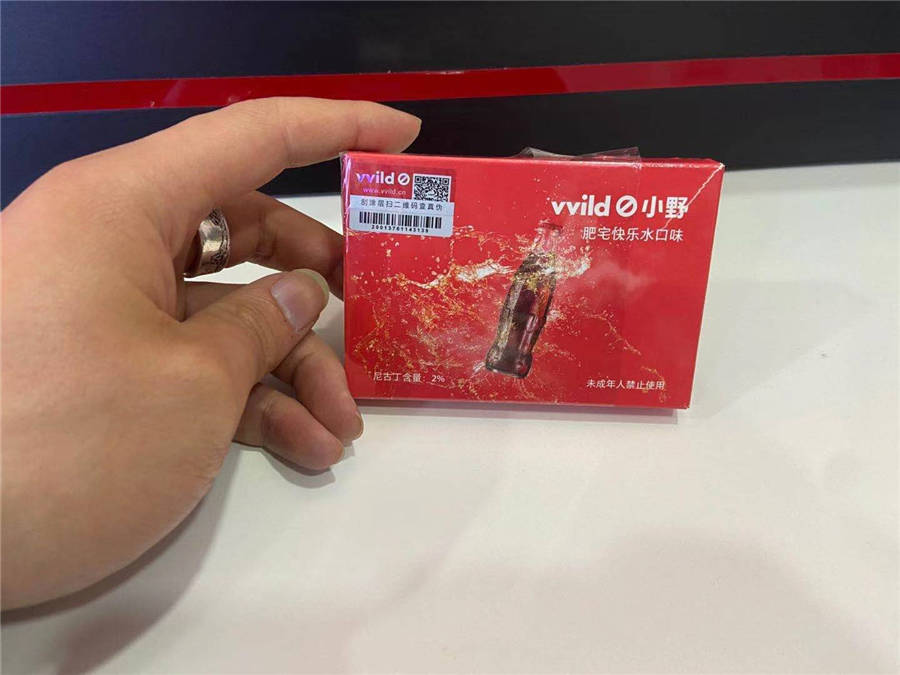 vvild
www.vvild.cn
刮涂层扫二维码查真伪
20013761143139
vvild 小野
肥宅快乐水口味
尼古丁含量：2%
未成年人禁止使用